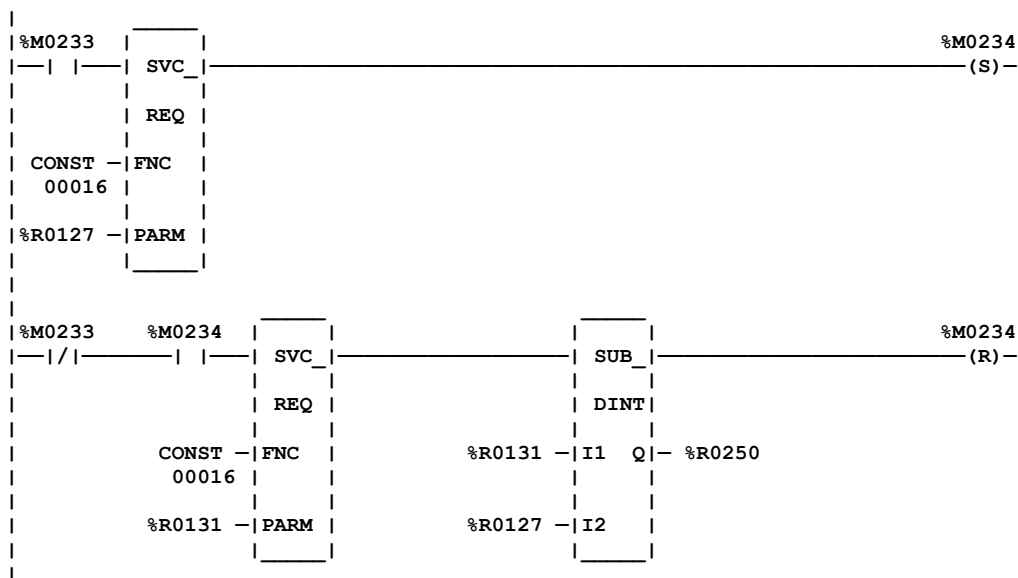 %M0233 %M0234
SVC_ (S)
REQ
CONST FNC
00016
%R0127 PARM
%M0233 %M0234 %M0234
SVC_ SUB_ (R)
REQ DINT
CONST FNC %R0131 I1 Q %R0250
00016
%R0131 PARM %R0127 I2